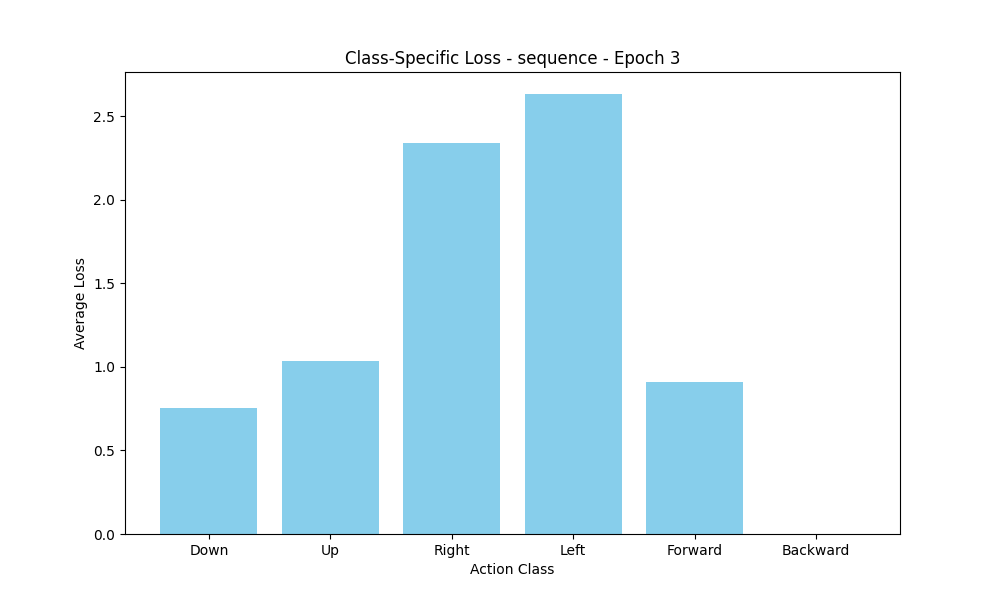 Class-Specific Loss - sequence - Epoch 3
2.5
2.0
1.5
1.0
0.5
0.0
Average Loss
Down Up Right Left Forward Backward
Action Class